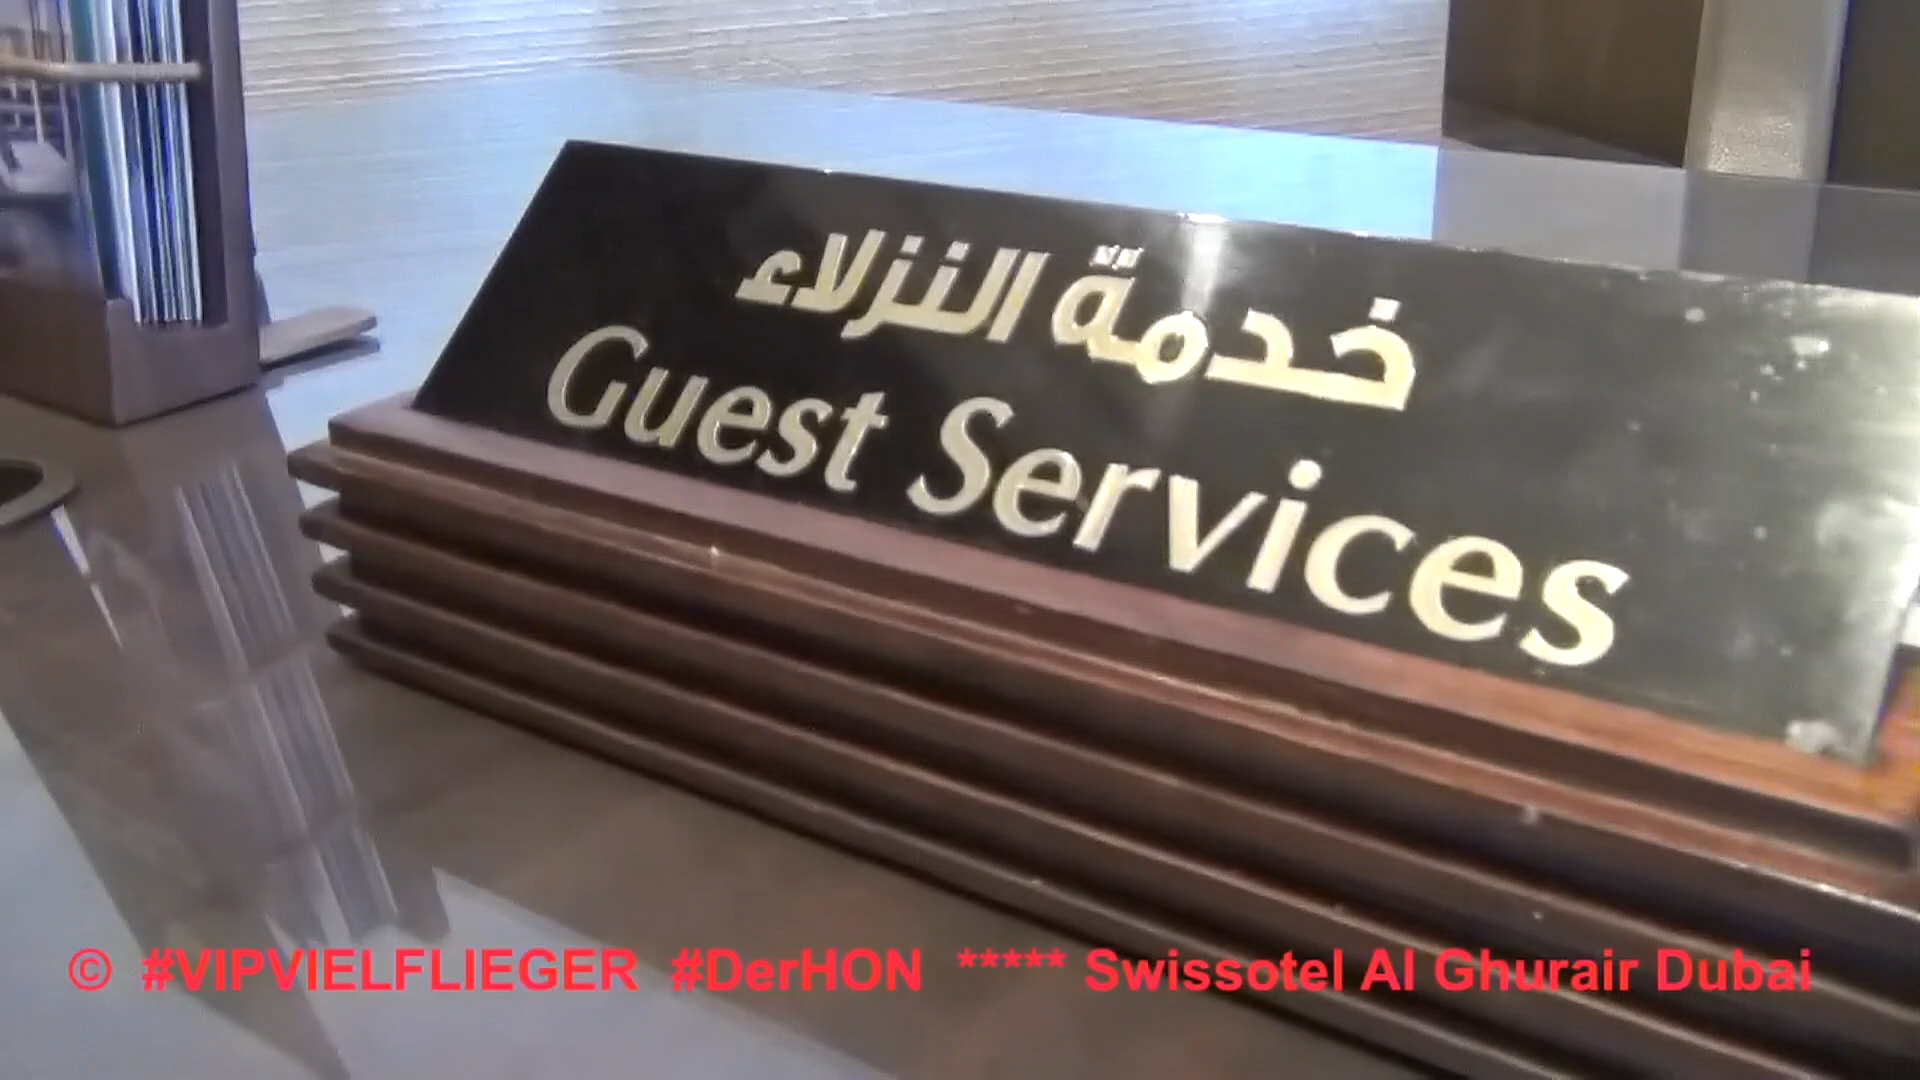 خدمة النزلاء
Guest Services
© #VIPVIELFLIEGER #DerHON ***** Swissotel Al Ghurair Dubai